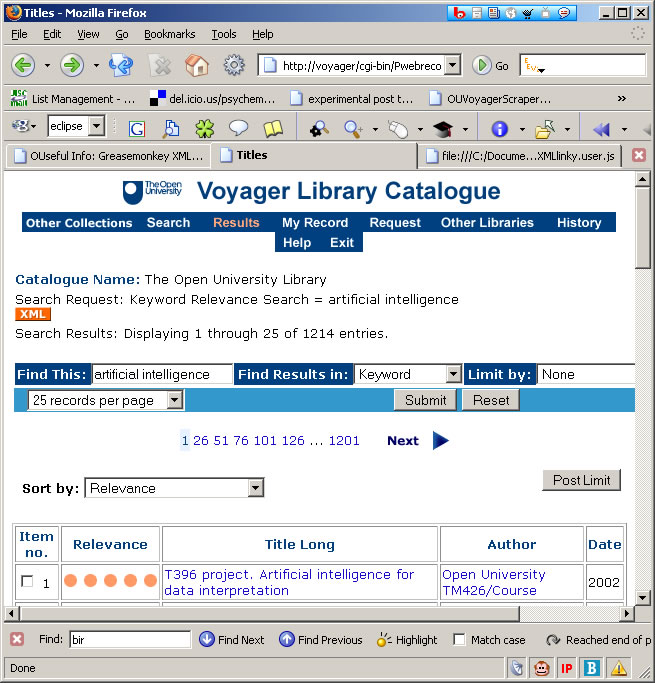 Titles - Mozilla Firefox
File Edit View Go Bookmarks Tools Help
http://voyager/cgi-bin/Pwebreco Go
List Management - ... del.icio.us/psychem... experimental post t... OUVoyagerScraper... »
eclipse
OUseful Info: Greasemonkey XML... Titles file:///C:/Docume...XMLlinky.user.js
The Open University Voyager Library Catalogue
Other Collections Search Results My Record Request Other Libraries History
Help Exit
Catalogue Name: The Open University Library
Search Request: Keyword Relevance Search = artificial intelligence
XML
Search Results: Displaying 1 through 25 of 1214 entries.
Find This: artificial intelligence Find Results in: Keyword Limit by: None
25 records per page Submit Reset
1 26 51 76 101 126 ... 1201 Next
Post Limit
Sort by: Relevance
Item no. Relevance Title Long Author Date
1 T396 project. Artificial intelligence for data interpretation Open University TM426/Course 2002
Find: bir Find Next Find Previous Highlight Match case Reached end of p
Done IP B